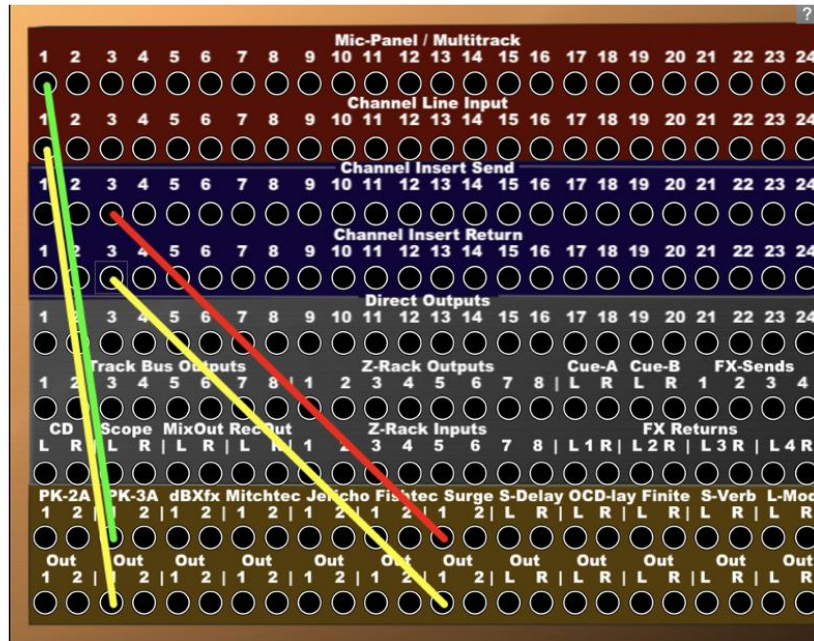 ?
Mic-Panel / Multitrack
1 2 3 4 5 6 7 8 9 10 11 12 13 14 15 16 17 18 19 20 21 22 23 24
Channel Line Input
1 2 3 4 5 6 7 8 9 10 11 12 13 14 15 16 17 18 19 20 21 22 23 24
Channel Insert Send
1 2 3 4 5 6 7 8 9 10 11 12 13 14 15 16 17 18 19 20 21 22 23 24
Channel Insert Return
1 2 3 4 5 6 7 8 9 10 11 12 13 14 15 16 17 18 19 20 21 22 23 24
Direct Outputs
1 2 3 4 5 6 7 8 9 10 11 12 13 14 15 16 17 18 19 20 21 22 23 24
Track Bus Outputs Z-Rack Outputs Cue-A Cue-B FX-Sends
1 2 3 4 5 6 7 8 | 1 2 3 4 5 6 7 8 | L R L R 1 2 3 4
CD Scope MixOut RecOut Z-Rack Inputs FX Returns
L R | L R | L R | L R | 1 2 3 4 5 6 7 8 | L 1 R | L 2 R | L 3 R | L 4 R
PK-2A PK-3A dBXfx Mitchtec Jericho Fishtec Surge S-Delay OCD-lay Finite S-Verb L-Mod
1 2 | 1 2 | 1 2 | 1 2 | 1 2 | 1 2 | 1 2 | L R | L R | L R | L R | L R
Out Out Out Out Out Out Out Out Out Out Out Out
1 2 | 1 2 | 1 2 | 1 2 | 1 2 | 1 2 | 1 2 | L R | L R | L R | L R | L R